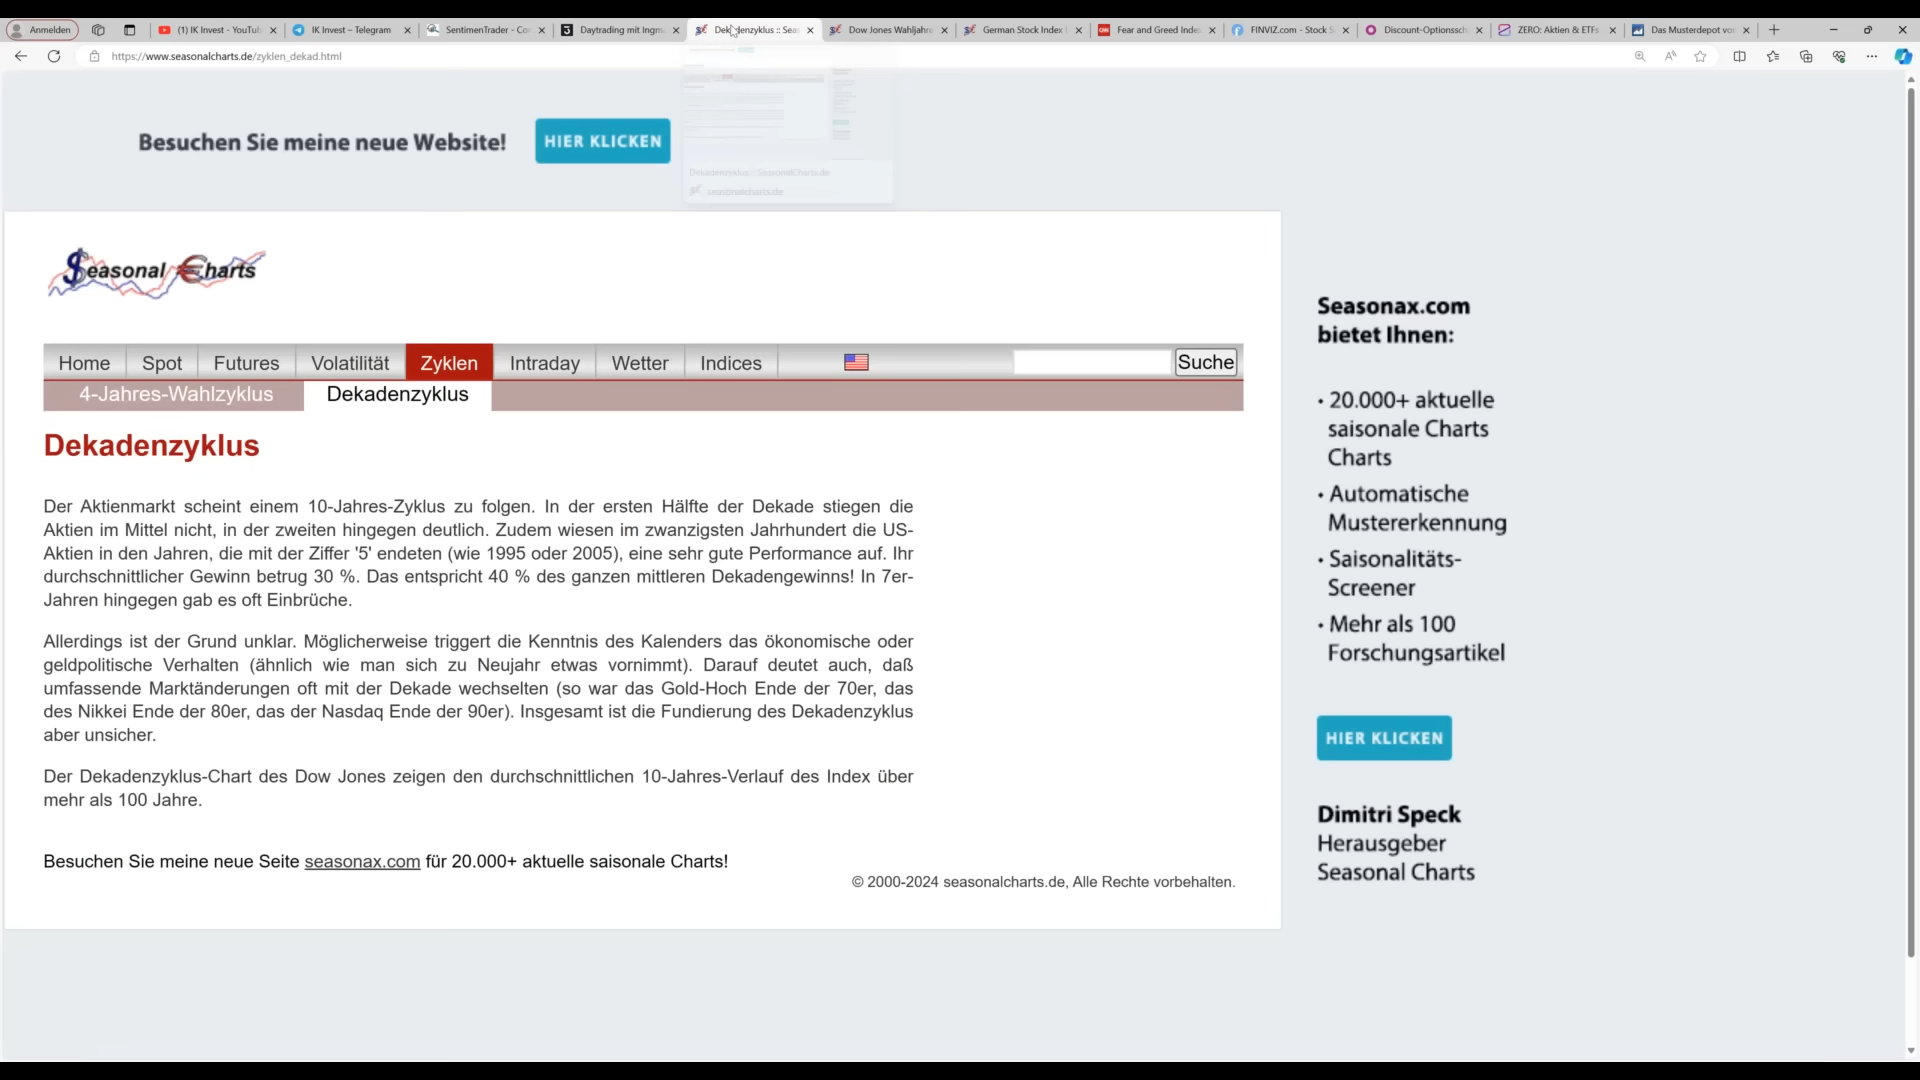 Anmelden
(1) IK Invest - YouTub
IK Invest – Telegram
SentimenTrader - Co
Daytrading mit Ingm
Dekadenzyklus :: Seas
Dow Jones Wahljahr
German Stock Index
Fear and Greed Index
FINVIZ.com - Stock S
Discount-Optionssch
ZERO: Aktien & ETFs
Das Musterdepot vo
https://www.seasonalcharts.de/zyklen_dekad.html
Besuchen Sie meine neue Website!
HIER KLICKEN
Dekadenzyklus :: SeasonalCharts.de
seasonalcharts.de
$easonal €harts
Home
Spot
Futures
Volatilität
Zyklen
Intraday
Wetter
Indices
Suche
4-Jahres-Wahlzyklus
Dekadenzyklus
Dekadenzyklus
Der Aktienmarkt scheint einem 10-Jahres-Zyklus zu folgen. In der ersten Hälfte der Dekade stiegen die
Aktien im Mittel nicht, in der zweiten hingegen deutlich. Zudem wiesen im zwanzigsten Jahrhundert die US-
Aktien in den Jahren, die mit der Ziffer '5' endeten (wie 1995 oder 2005), eine sehr gute Performance auf. Ihr
durchschnittlicher Gewinn betrug 30 %. Das entspricht 40 % des ganzen mittleren Dekadengewinns! In 7er-
Jahren hingegen gab es oft Einbrüche.
Allerdings ist der Grund unklar. Möglicherweise triggert die Kenntnis des Kalenders das ökonomische oder
geldpolitische Verhalten (ähnlich wie man sich zu Neujahr etwas vornimmt). Darauf deutet auch, daß
umfassende Marktänderungen oft mit der Dekade wechselten (so war das Gold-Hoch Ende der 70er, das
des Nikkei Ende der 80er, das der Nasdaq Ende der 90er). Insgesamt ist die Fundierung des Dekadenzyklus
aber unsicher.
Der Dekadenzyklus-Chart des Dow Jones zeigen den durchschnittlichen 10-Jahres-Verlauf des Index über
mehr als 100 Jahre.
Besuchen Sie meine neue Seite seasonax.com für 20.000+ aktuelle saisonale Charts!
© 2000-2024 seasonalcharts.de, Alle Rechte vorbehalten.
Seasonax.com
bietet Ihnen:
• 20.000+ aktuelle
saisonale Charts
Charts
• Automatische
Mustererkennung
• Saisonalitäts-
Screener
• Mehr als 100
Forschungsartikel
HIER KLICKEN
Dimitri Speck
Herausgeber
Seasonal Charts